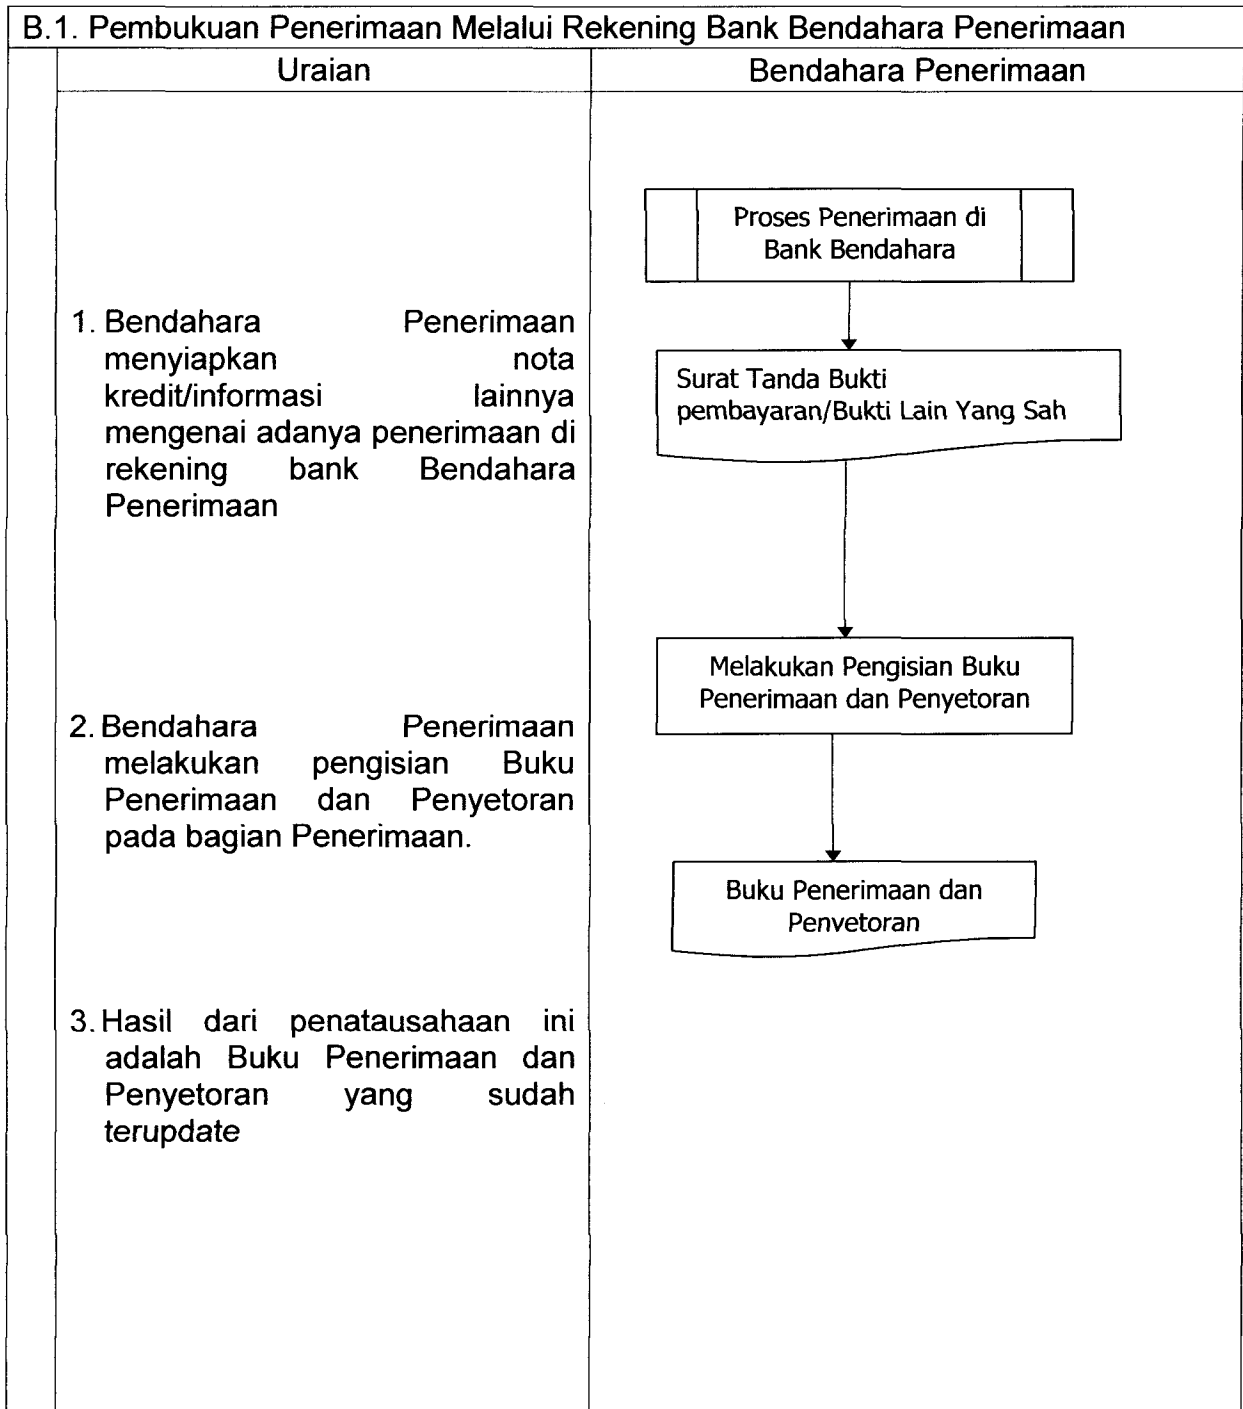 B.1. Pembukuan Penerimaan Melalui Rekening Bank Bendahara Penerimaan
Uraian
Bendahara Penerimaan
1. Bendahara Penerimaan
menyiapkan nota
kredit/informasi lainnya
mengenai adanya penerimaan di
rekening bank Bendahara
Penerimaan
2. Bendahara Penerimaan
melakukan pengisian Buku
Penerimaan dan Penyetoran
pada bagian Penerimaan.
3. Hasil dari penatausahaan ini
adalah Buku Penerimaan dan
Penyetoran yang sudah
terupdate
Proses Penerimaan di
Bank Bendahara
Surat Tanda Bukti
pembayaran/Bukti Lain Yang Sah
Melakukan Pengisian Buku
Penerimaan dan Penyetoran
Buku Penerimaan dan
Penvetoran